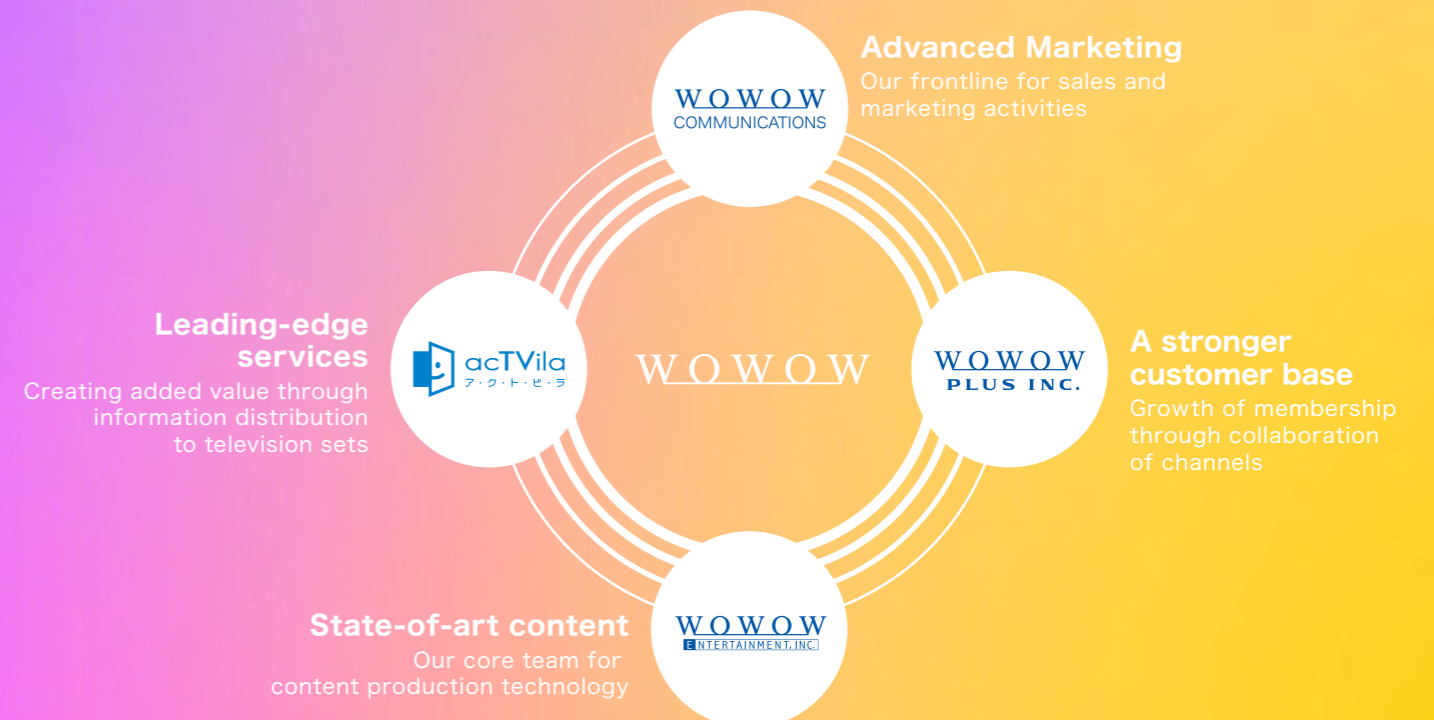 WOWOW
COMMUNICATIONS
Advanced Marketing
Our frontline for sales and
marketing activities
Leading-edge
services
Creating added value through
information distribution
to television sets
acTVila
ア・ク・ト・ビ・ラ
WOWOW
WOWOW
PLUS INC.
A stronger
customer base
Growth of membership
through collaboration
of channels
State-of-art content
Our core team for
content production technology
WOWOW
ENTERTAINMENT, INC.